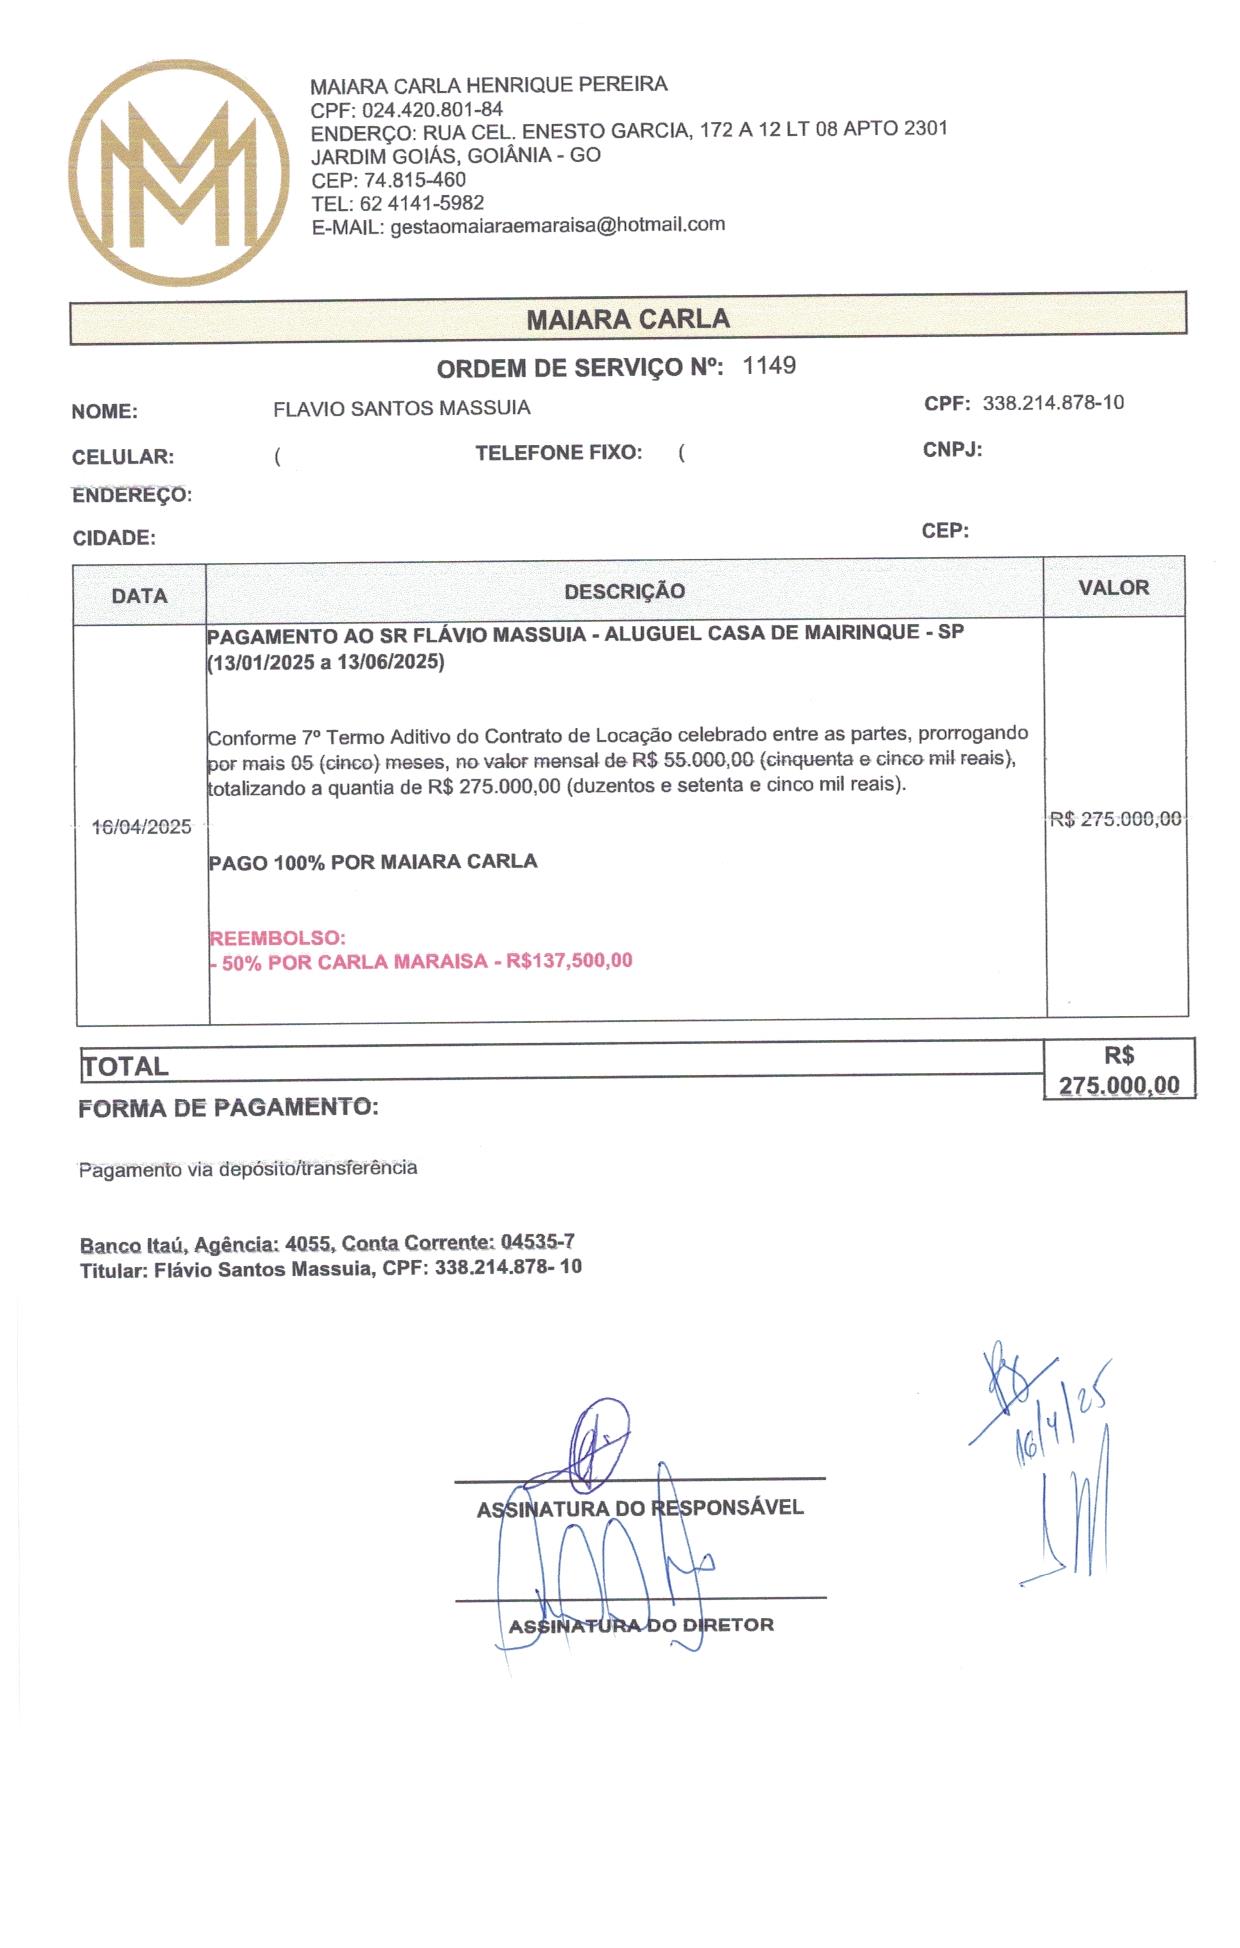 MAIARA CARLA HENRIQUE PEREIRA
CPF: 024.420.801-84
ENDERÇO: RUA CEL. ENESTO GARCIA, 172 A 12 LT 08 APTO 2301
JARDIM GOIÁS, GOIÂNIA - GO
CEP: 74.815-460
TEL: 62 4141-5982
E-MAIL: gestaomaiaraemaraisa@hotmail.com
MAIARA CARLA
ORDEM DE SERVIÇO Nº: 1149
NOME: FLAVIO SANTOS MASSUIA CPF: 338.214.878-10
CELULAR: ( TELEFONE FIXO: ( CNPJ:
ENDEREÇO:
CIDADE: CEP:
DATA DESCRIÇÃO VALOR
PAGAMENTO AO SR FLÁVIO MASSUIA - ALUGUEL CASA DE MAIRINQUE - SP
(13/01/2025 a 13/06/2025)
Conforme 7º Termo Aditivo do Contrato de Locação celebrado entre as partes, prorrogando
por mais 05 (cinco) meses, no valor mensal de R$ 55.000,00 (cinquenta e cinco mil reais),
totalizando a quantia de R$ 275.000,00 (duzentos e setenta e cinco mil reais).
16/04/2025 R$ 275.000,00
PAGO 100% POR MAIARA CARLA
REEMBOLSO:
- 50% POR CARLA MARAISA - R$137,500,00
TOTAL R$
275.000,00
FORMA DE PAGAMENTO:
Pagamento via depósito/transferência
Banco Itaú, Agência: 4055, Conta Corrente: 04535-7
Titular: Flávio Santos Massuia, CPF: 338.214.878- 10
16/4/25
ASSINATURA DO RESPONSÁVEL
ASSINATURA DO DIRETOR